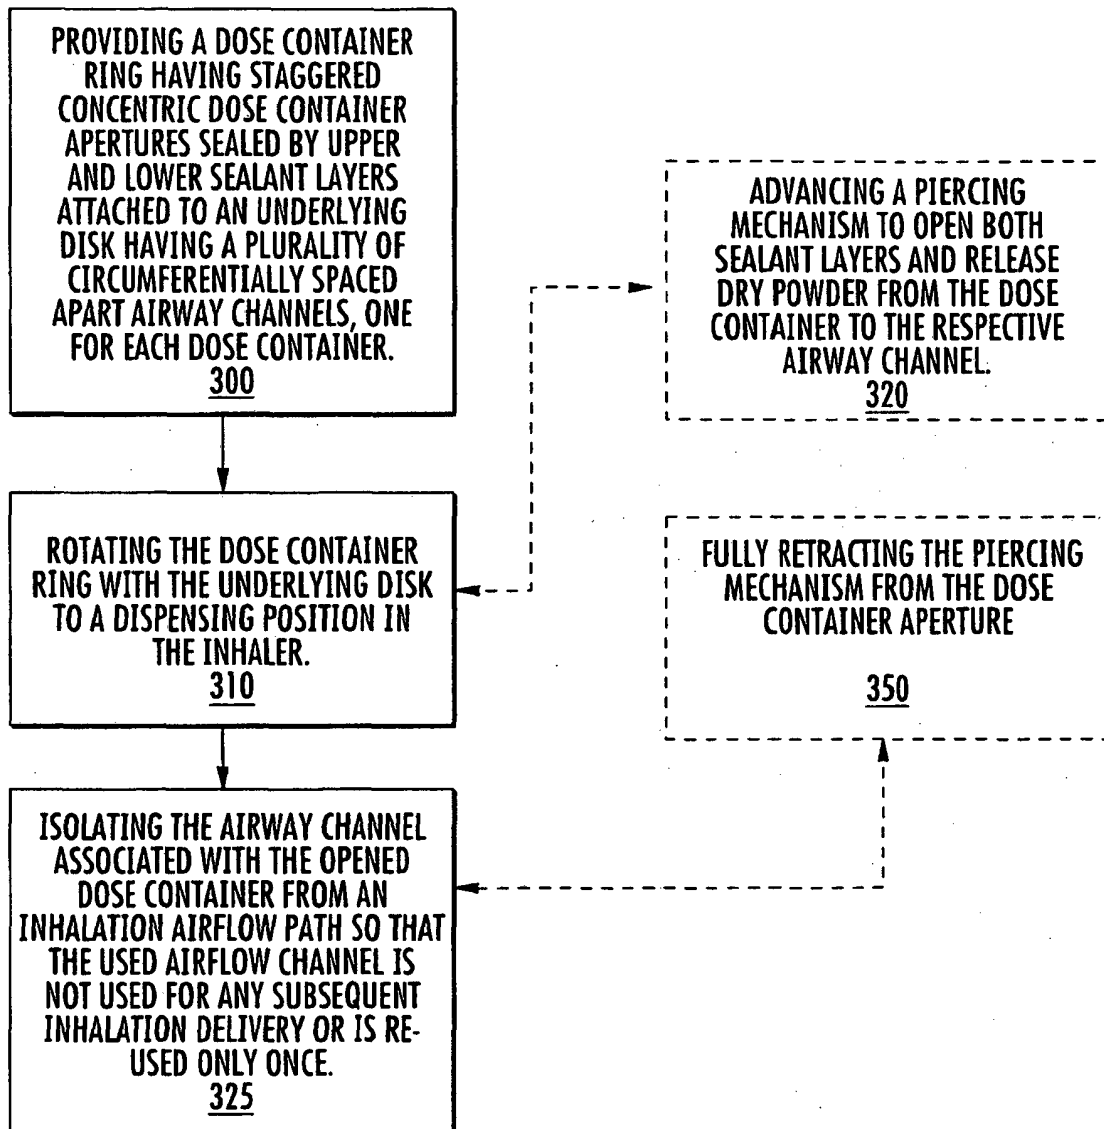 PROVIDING A DOSE CONTAINER
RING HAVING STAGGERED
CONCENTRIC DOSE CONTAINER
APERTURES SEALED BY UPPER
AND LOWER SEALANT LAYERS
ATTACHED TO AN UNDERLYING
DISK HAVING A PLURALITY OF
CIRCUMFERENTIALLY SPACED
APART AIRWAY CHANNELS, ONE
FOR EACH DOSE CONTAINER.
300
ADVANCING A PIERCING
MECHANISM TO OPEN BOTH
SEALANT LAYERS AND RELEASE
DRY POWDER FROM THE DOSE
CONTAINER TO THE RESPECTIVE
AIRWAY CHANNEL.
320
ROTATING THE DOSE CONTAINER
RING WITH THE UNDERLYING DISK
TO A DISPENSING POSITION IN
THE INHALER.
310
FULLY RETRACTING THE PIERCING
MECHANISM FROM THE DOSE
CONTAINER APERTURE
350
ISOLATING THE AIRWAY CHANNEL
ASSOCIATED WITH THE OPENED
DOSE CONTAINER FROM AN
INHALATION AIRFLOW PATH SO THAT
THE USED AIRFLOW CHANNEL IS
NOT USED FOR ANY SUBSEQUENT
INHALATION DELIVERY OR IS RE-
USED ONLY ONCE.
325